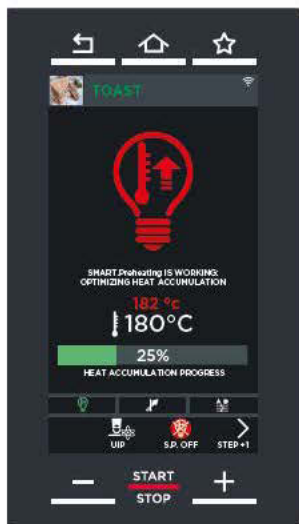 TOAST
SMART.Preheating IS WORKING:
OPTIMIZING HEAT ACCUMULATION
182 °c
180°C
25%
HEAT ACCUMULATION PROGRESS
UIP
S.P. OFF
STEP +1
START
STOP